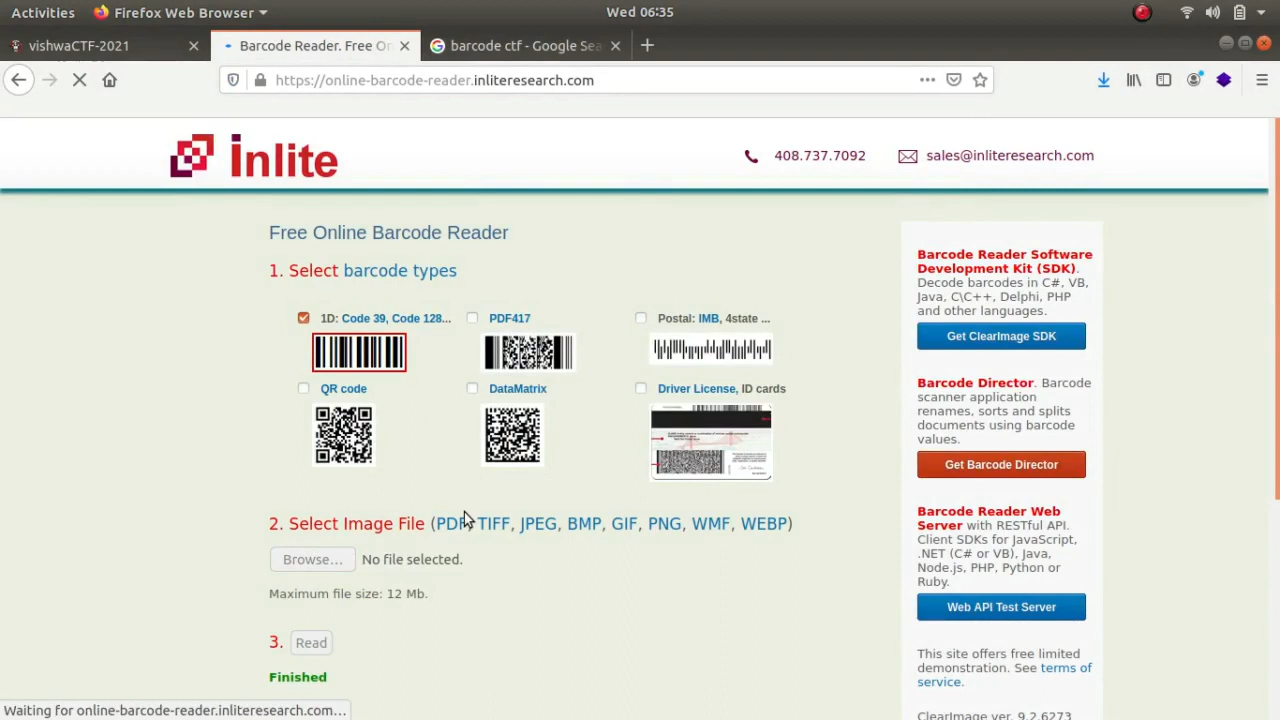 Activities Firefox Web Browser Wed 06:35
vishwaCTF-2021 Barcode Reader. Free On barcode ctf - Google Sea
https://online-barcode-reader.inliteresearch.com
inlite 408.737.7092 sales@inliteresearch.com
Free Online Barcode Reader
1. Select barcode types
1D: Code 39, Code 128... PDF417 Postal: IMB, 4state ...
QR code DataMatrix Driver License, ID cards
2. Select Image File (PDF, TIFF, JPEG, BMP, GIF, PNG, WMF, WEBP)
Browse... No file selected.
Maximum file size: 12 Mb.
3. Read
Finished
Barcode Reader Software
Development Kit (SDK).
Decode barcodes in C#, VB,
Java, C\C++, Delphi, PHP
and other languages.
Get ClearImage SDK
Barcode Director. Barcode
scanner application
renames, sorts and splits
documents using barcode
values.
Get Barcode Director
Barcode Reader Web
Server with RESTful API.
Client SDKs for JavaScript,
.NET (C# or VB), Java,
Node.js, PHP, Python or
Ruby.
Web API Test Server
This site offers free limited
demonstration. See terms of
service.
ClearImage ver. 9.2.6273
Waiting for online-barcode-reader.inliteresearch.com...